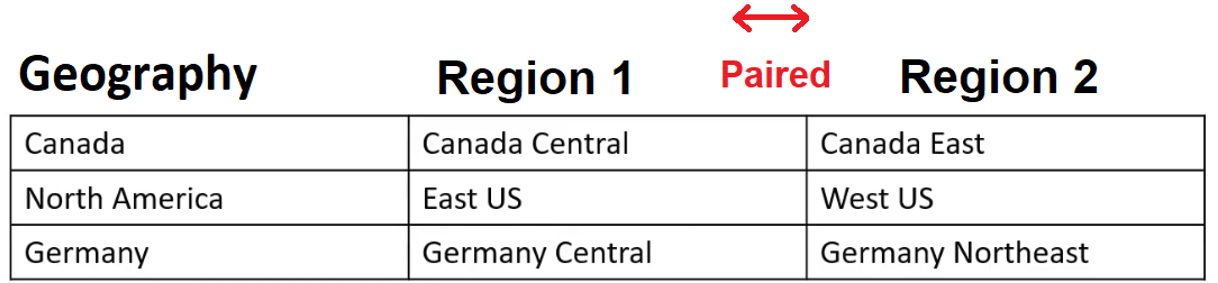 Geography Region 1 Paired Region 2
Canada Canada Central Canada East
North America East US West US
Germany Germany Central Germany Northeast